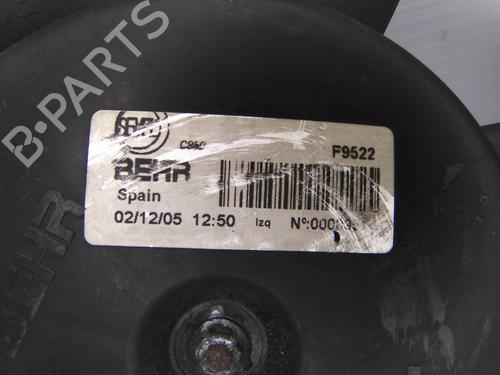 B-PARTS
F9522
BEHR
Spain
02/12/05 12:50 Izq
BEHR